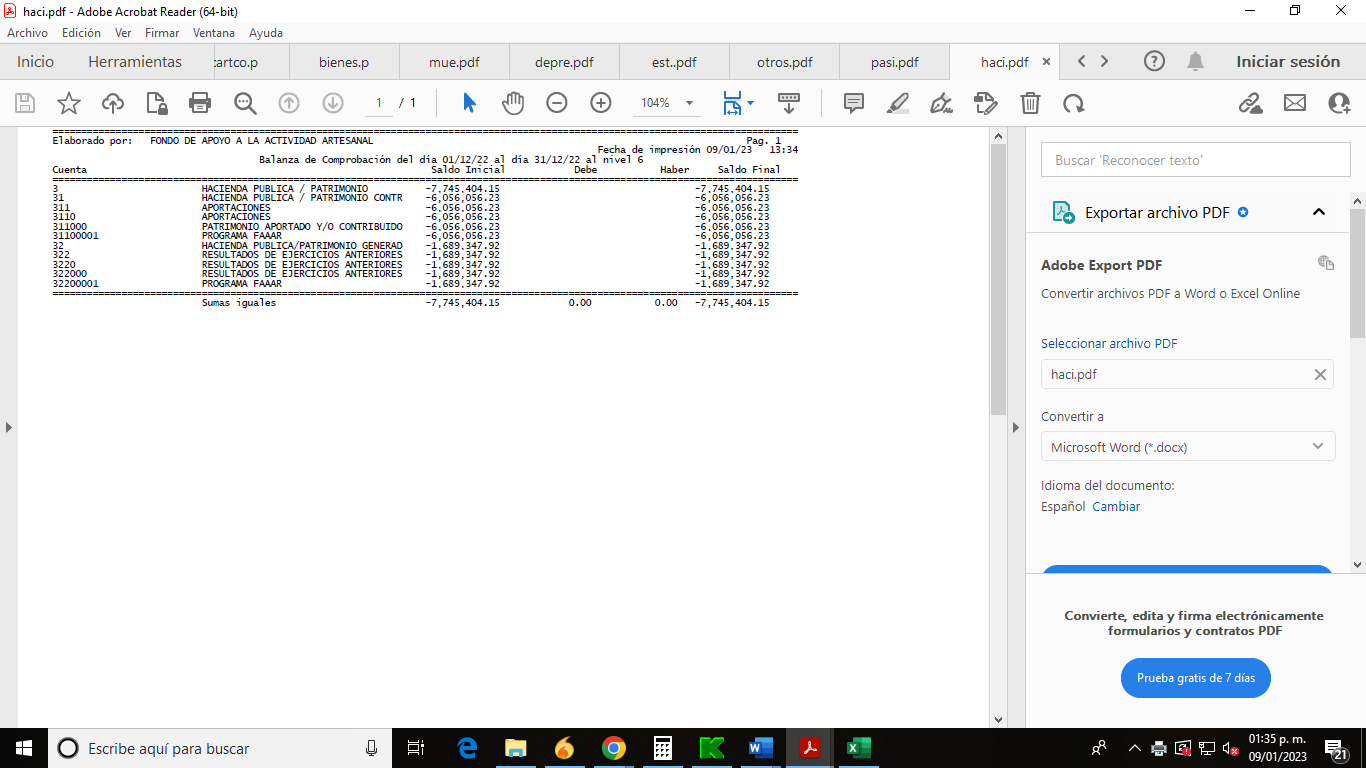 haci.pdf - Adobe Acrobat Reader (64-bit)
Archivo Edición Ver Firmar Ventana Ayuda
Inicio Herramientas cartco.p bienes.p mue.pdf depre.pdf est..pdf otros.pdf pasi.pdf haci.pdf Iniciar sesión
1 / 1 104%
Elaborado por: FONDO DE APOYO A LA ACTIVIDAD ARTESANAL Pag. 1
Fecha de impresión 09/01/23 13:34
Balanza de Comprobación del día 01/12/22 al día 31/12/22 al nivel 6
Cuenta Saldo Inicial Debe Haber Saldo Final
3 HACIENDA PUBLICA / PATRIMONIO -7,745,404.15 -7,745,404.15
31 HACIENDA PUBLICA / PATRIMONIO CONTR -6,056,056.23 -6,056,056.23
311 APORTACIONES -6,056,056.23 -6,056,056.23
3110 APORTACIONES -6,056,056.23 -6,056,056.23
311000 PATRIMONIO APORTADO Y/O CONTRIBUIDO -6,056,056.23 -6,056,056.23
31100001 PROGRAMA FAAAR -6,056,056.23 -6,056,056.23
32 HACIENDA PUBLICA/PATRIMONIO GENERAD -1,689,347.92 -1,689,347.92
322 RESULTADOS DE EJERCICIOS ANTERIORES -1,689,347.92 -1,689,347.92
3220 RESULTADOS DE EJERCICIOS ANTERIORES -1,689,347.92 -1,689,347.92
322000 RESULTADOS DE EJERCICIOS ANTERIORES -1,689,347.92 -1,689,347.92
32200001 PROGRAMA FAAAR -1,689,347.92 -1,689,347.92
Sumas iguales -7,745,404.15 0.00 0.00 -7,745,404.15
Buscar 'Reconocer texto'
Exportar archivo PDF
Adobe Export PDF
Convertir archivos PDF a Word o Excel Online
Seleccionar archivo PDF
haci.pdf
Convertir a
Microsoft Word (*.docx)
Idioma del documento:
Español Cambiar
Convierte, edita y firma electrónicamente
formularios y contratos PDF
Prueba gratis de 7 días
Escribe aquí para buscar
01:35 p. m.
09/01/2023
21